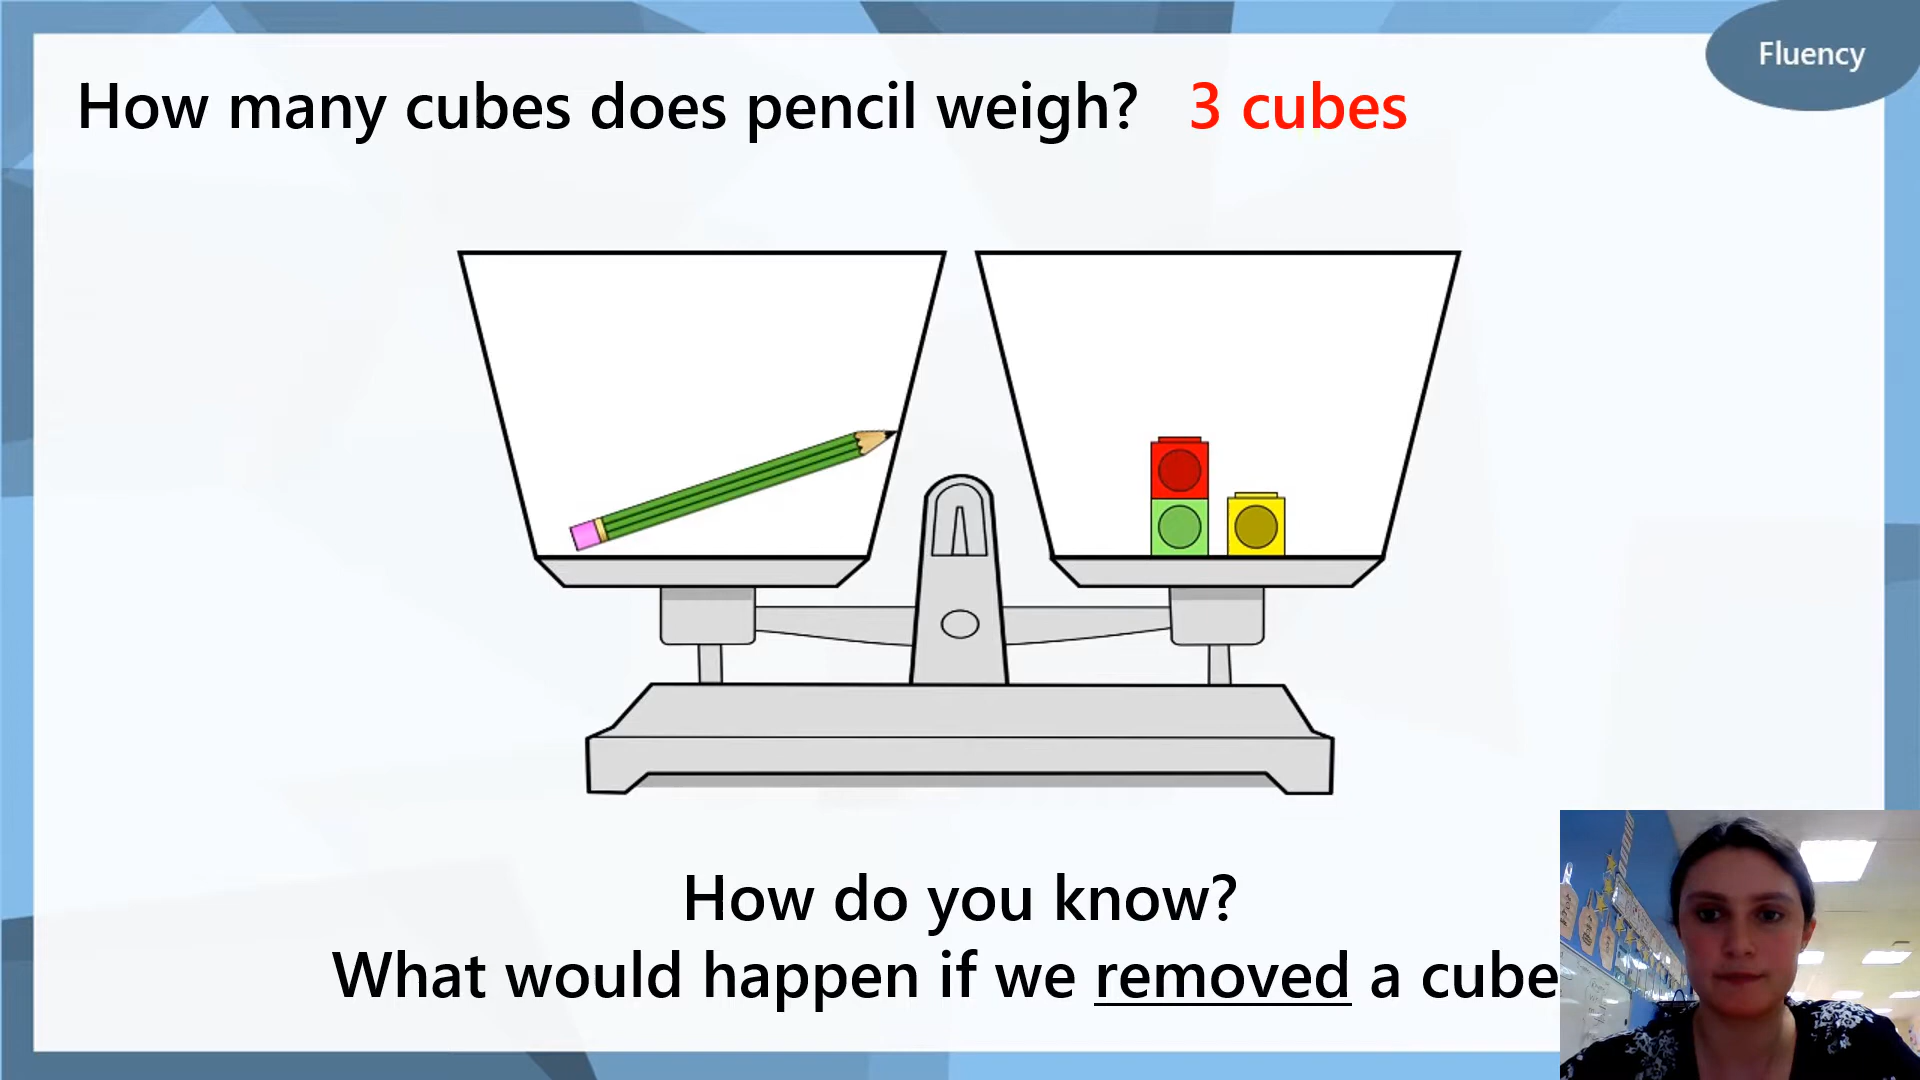 Fluency
How many cubes does pencil weigh? 3 cubes
How do you know?
What would happen if we removed a cube